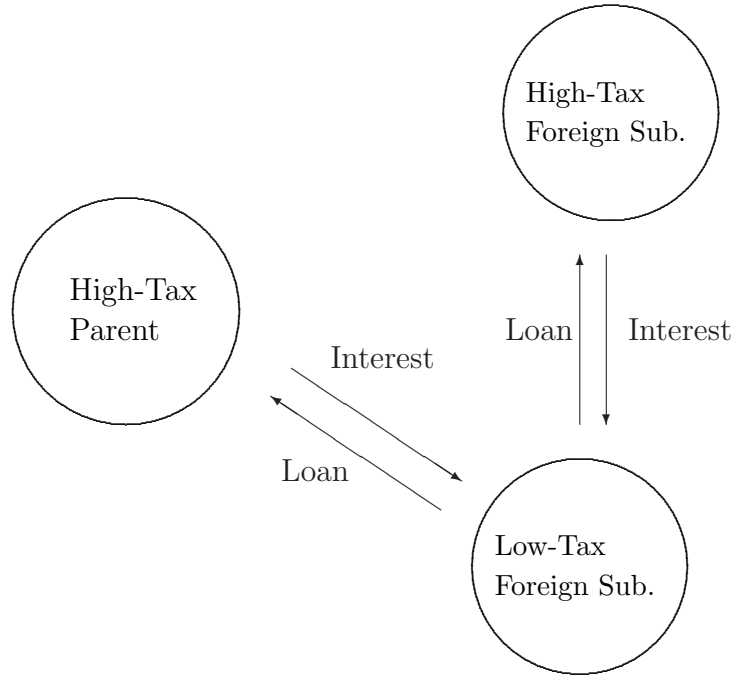 High-Tax
Foreign Sub.
High-Tax
Parent
Loan
Interest
Interest
Loan
Low-Tax
Foreign Sub.